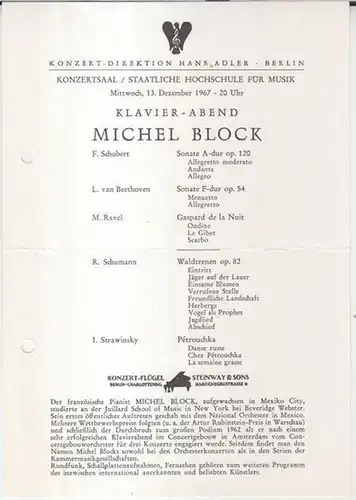 KONZERT-DIREKTION HANS ADLER - BERLIN
KONZERTSAAL / STAATLICHE HOCHSCHULE FÜR MUSIK
Mittwoch, 13. Dezember 1967 - 20 Uhr
KLAVIER-ABEND
MICHEL BLOCK
F. Schubert Sonate A-dur op. 120
Allegretto moderato
Andante
Allegro
L. van Beethoven Sonate F-dur op. 54
Menuetto
Allegretto
M. Ravel Gaspard de la Nuit
Ondine
Le Gibet
Scarbo
R. Schumann Waldszenen op. 82
Eintritt
Jäger auf der Lauer
Einsame Blumen
Verrufene Stelle
Freundliche Landschaft
Herberge
Vogel als Prophet
Jagdlied
Abschied
I. Strawinsky Pétrouchka
Danse russe
Chez Pétrouchka
La semaine grasse
KONZERT-FLÜGEL STEINWAY & SONS
BERLIN-CHARLOTTENBG. HARDENBERGSTRASSE 9
Der französische Pianist MICHEL BLOCK, aufgewachsen in Mexiko City,
studierte an der Juillard School of Music in New York bei Beveridge Webster.
Sein erstes öffentliches Auftreten geschah mit dem National Orchester in Mexico.
Mehrere Wettbewerbspreise folgten (u. a. der Artur Rubinstein-Preis in Warschau)
und schließlich der Durchbruch zum großen Podium 1962 als er nach einem
sehr erfolgreichen Klavierabend im Concertgebouw in Amsterdam vom Con-
certgebouworchester für drei Konzerte engagiert wurde. Seitdem findet man den
Namen Michel Blocks sowohl bei den Orchesterkonzerten als in den Serien der
Kammermusikgesellschaften.
Rundfunk, Schallplattenaufnahmen, Fernsehen gehören zum weiteren Programm
des inzwischen international anerkannten und beliebten Künstlers.